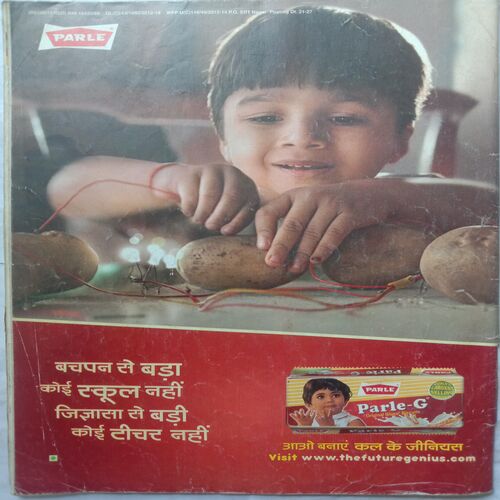 PARLE
बचपन से बड़ा
कोई स्कूल नहीं
जिज्ञासा से बड़ी
कोई टीचर नहीं
PARLE
Parle-G
आओ बनाएं कल के जीनियस
Visit www.thefuturegenius.com